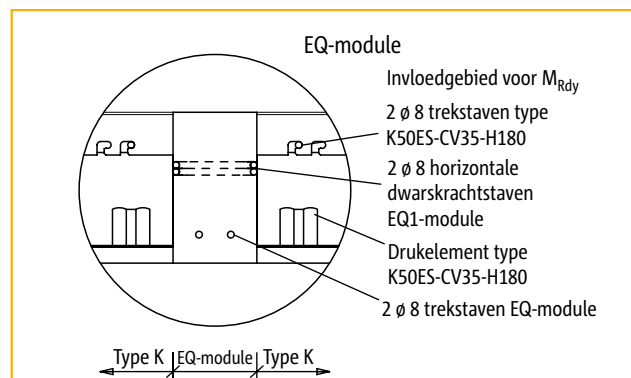 EQ-module
Invloedgebied voor MRdy
2 ø 8 trekstaven type
K50ES-CV35-H180
2 ø 8 horizontale
dwarskrachtstaven
EQ1-module
Drukelement type
K50ES-CV35-H180
2 ø 8 trekstaven EQ-module
Type K EQ-module Type K